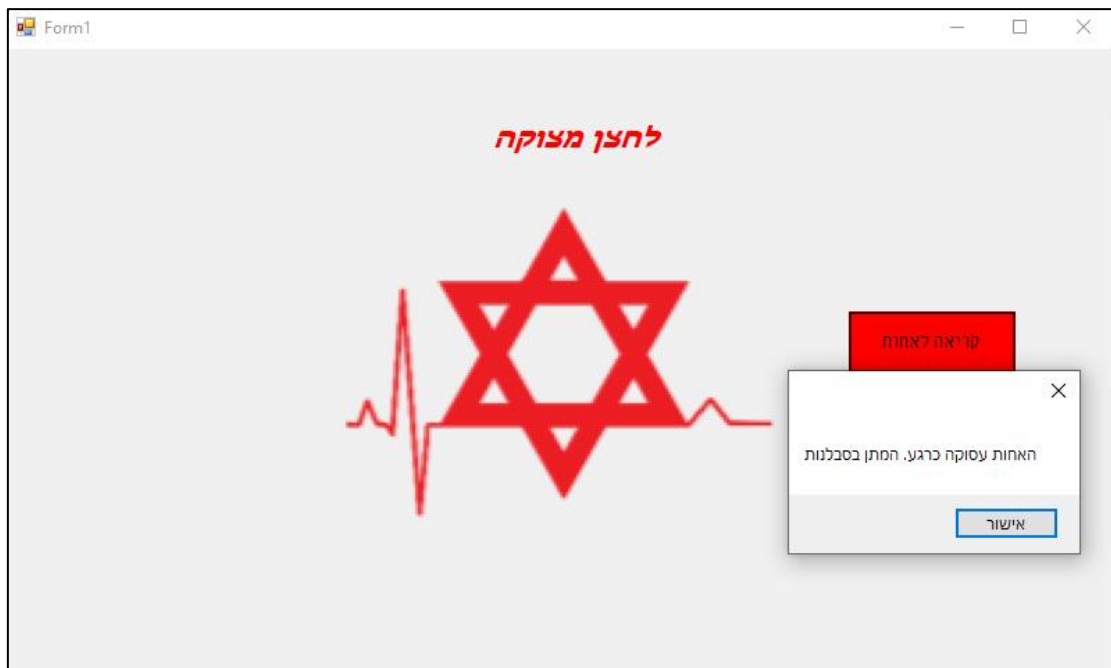 Form1
לחצן מצוקה
קריאה לאחות
האחות עסוקה כרגע. המתן בסבלנות
אישור